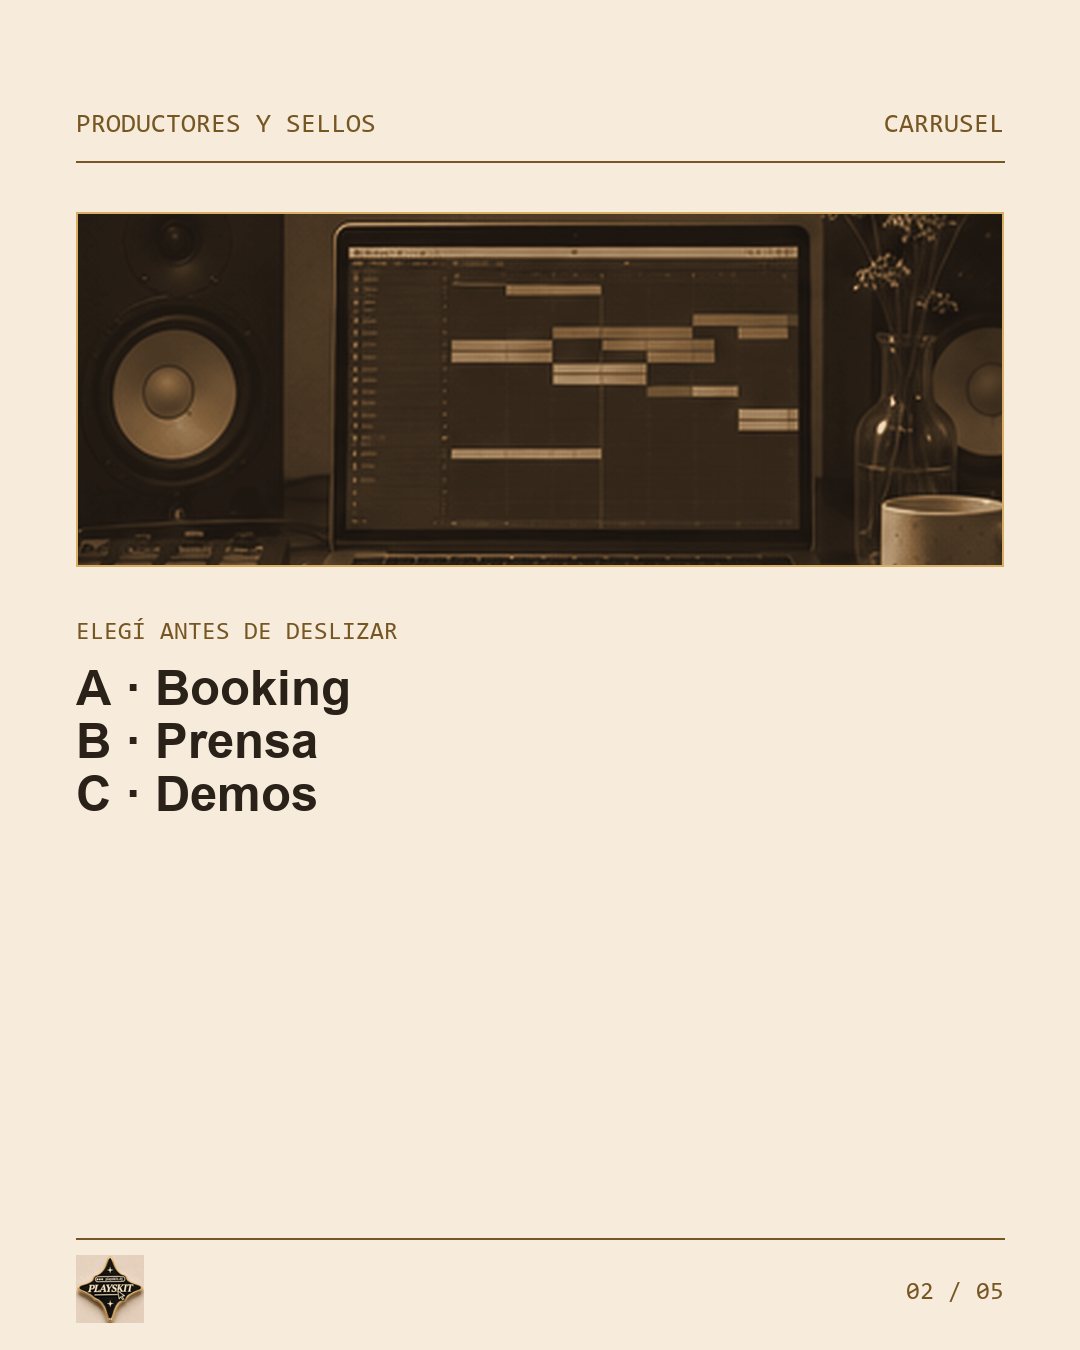 PRODUCTORES Y SELLOS
CARRUSEL
ELEGÍ ANTES DE DESLIZAR
A · Booking
B · Prensa
C · Demos
PLAYSKIT
02 / 05